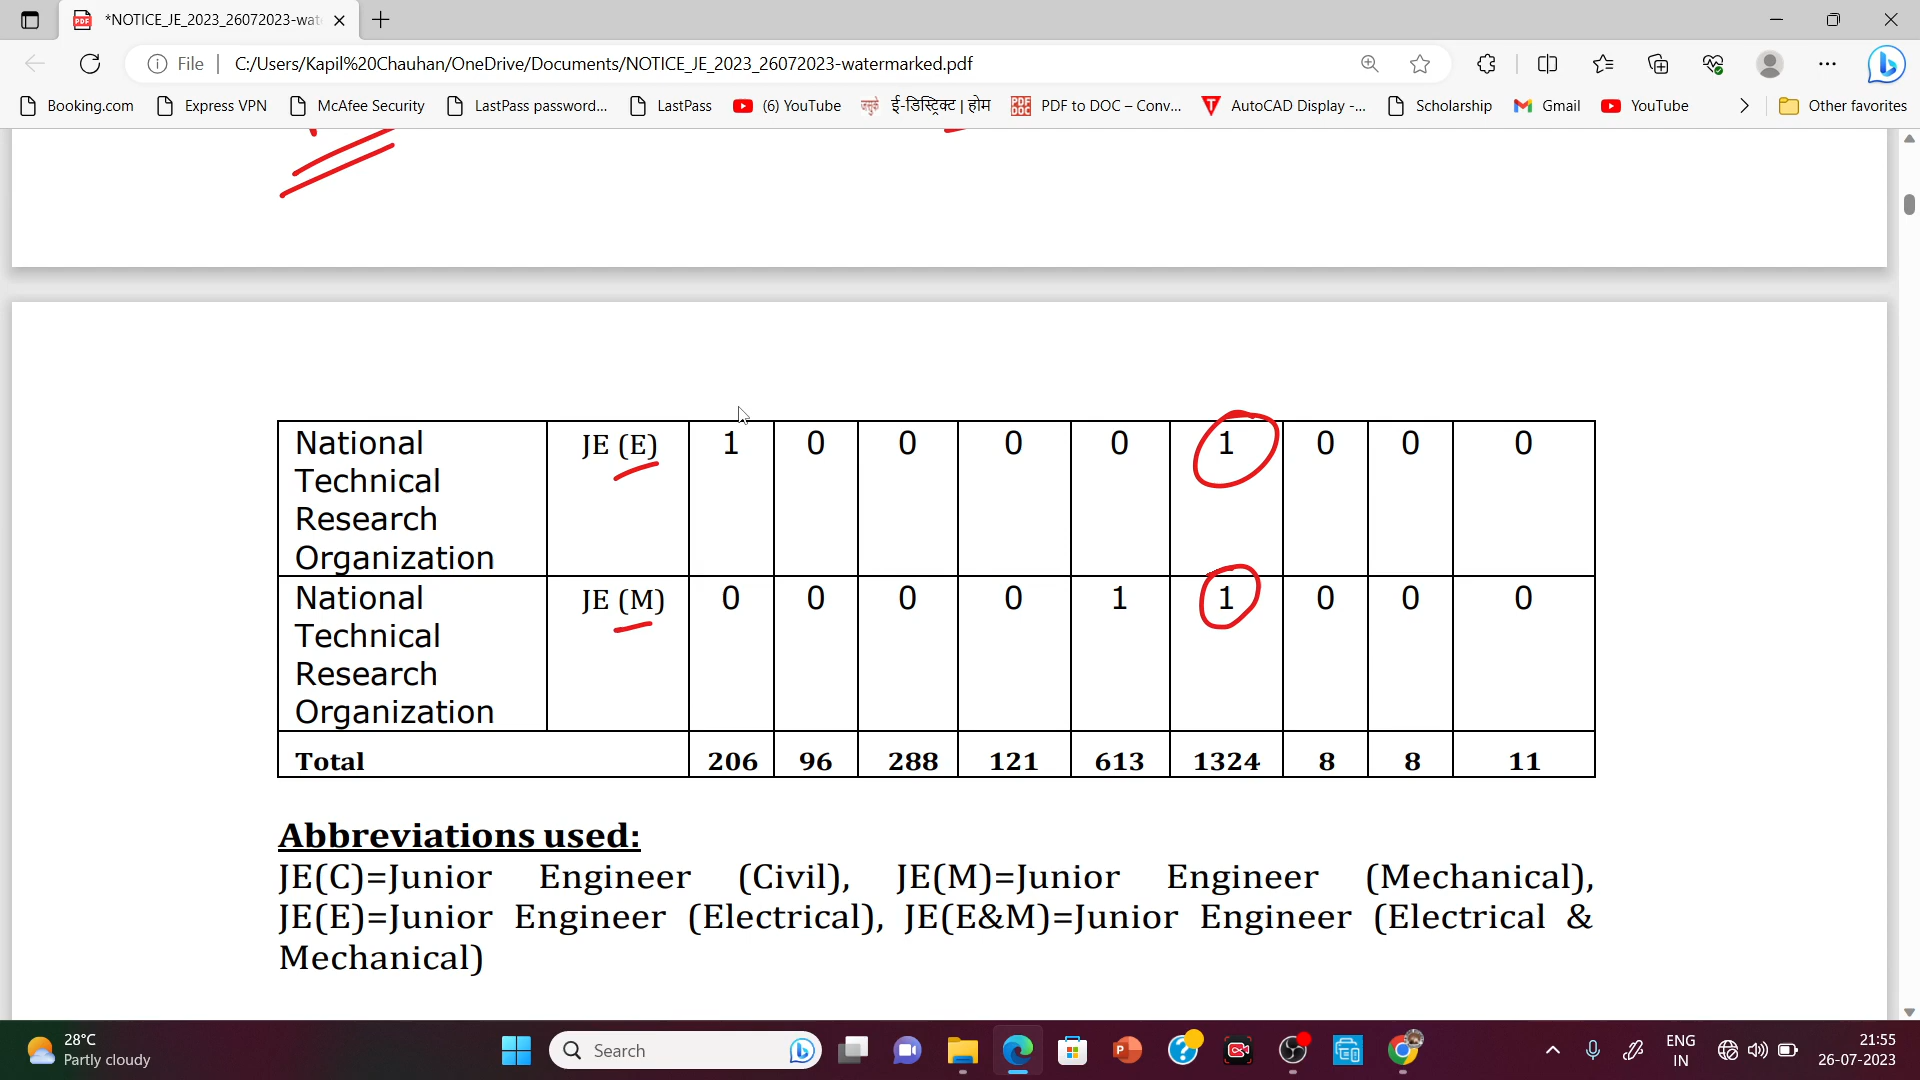 *NOTICE_JE_2023_26072023-wat
File
C:/Users/Kapil%20Chauhan/OneDrive/Documents/NOTICE_JE_2023_26072023-watermarked.pdf
Booking.com Express VPN McAfee Security LastPass password... LastPass (6) YouTube ई-डिस्ट्रिक्ट | होम PDF to DOC – Conv... AutoCAD Display -... Scholarship Gmail YouTube Other favorites
National JE (E) 1 0 0 0 0 1 0 0 0
Technical
Research
Organization
National JE (M) 0 0 0 0 1 1 0 0 0
Technical
Research
Organization
Total 206 96 288 121 613 1324 8 8 11
Abbreviations used:
JE(C)=Junior Engineer (Civil), JE(M)=Junior Engineer (Mechanical),
JE(E)=Junior Engineer (Electrical), JE(E&M)=Junior Engineer (Electrical &
Mechanical)
28°C
Partly cloudy
Search
ENG
IN
21:55
26-07-2023